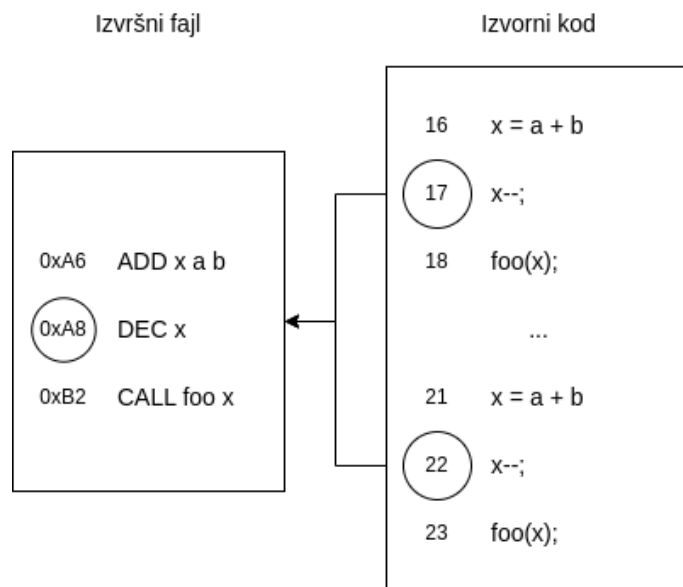 Izvršni fajl
0xA6 ADD x a b
0xA8 DEC x
0xB2 CALL foo x
Izvorni kod
16 x = a + b
17 x--;
18 foo(x);
...
21 x = a + b
22 x--;
23 foo(x);